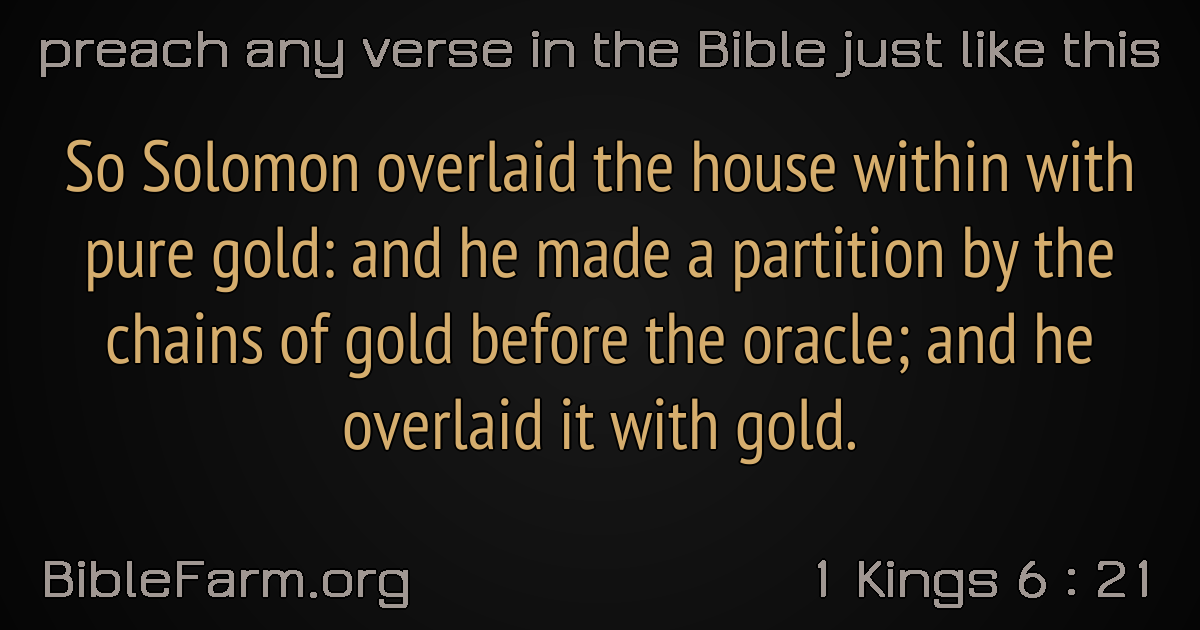 preach any verse in the Bible just like this
So Solomon overlaid the house within with
pure gold: and he made a partition by the
chains of gold before the oracle; and he
overlaid it with gold.
BibleFarm.org
1 Kings 6 : 21